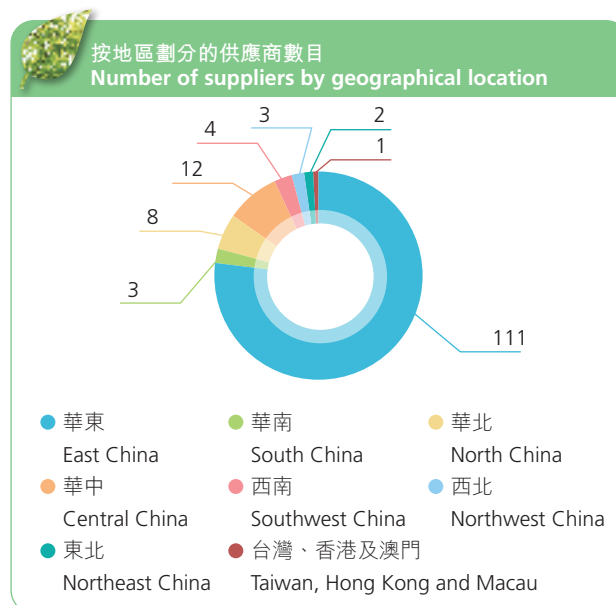 按地區劃分的供應商數目
Number of suppliers by geographical location
3
2
4
1
12
8
3
111
華東
East China
華南
South China
華北
North China
華中
Central China
西南
Southwest China
西北
Northwest China
東北
Northeast China
台灣、香港及澳門
Taiwan, Hong Kong and Macau